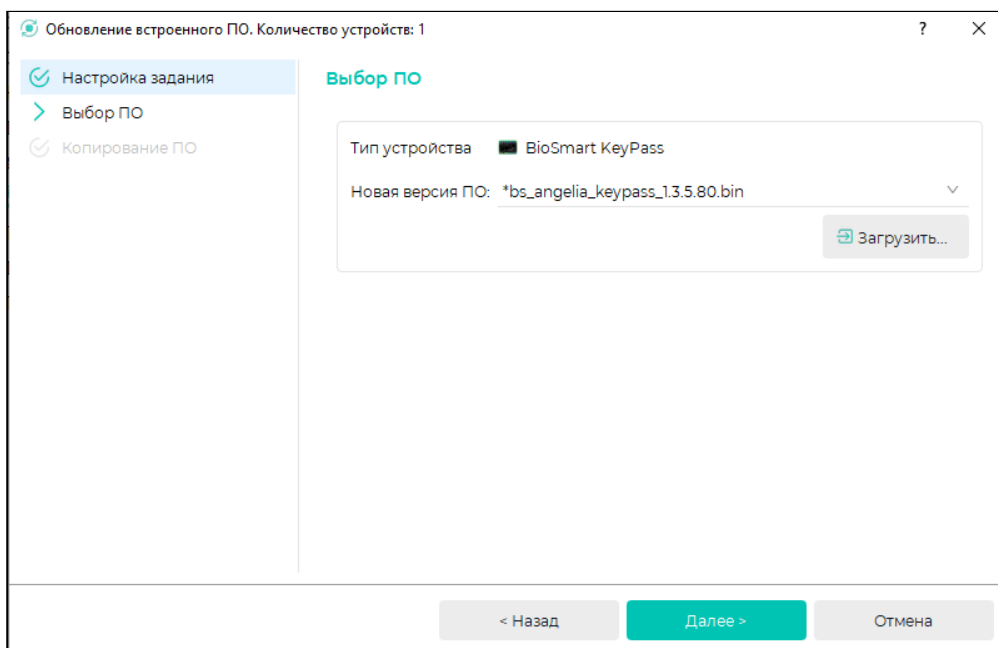 Обновление встроенного ПО. Количество устройств: 1
?
Настройка задания
Выбор ПО
Копирование ПО
Выбор ПО
Тип устройства BioSmart KeyPass
Новая версия ПО: *bs_angelia_keypass_1.3.5.80.bin
Загрузить...
< Назад
Далее >
Отмена